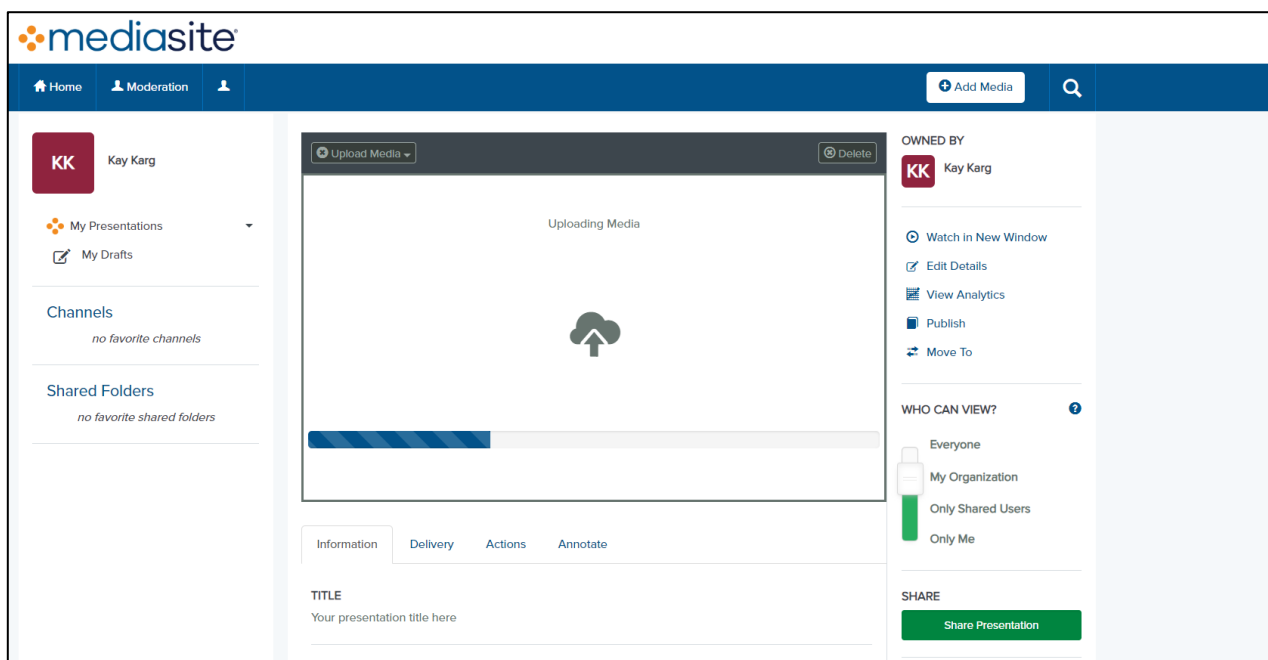 mediasite
Home Moderation Add Media
KK Kay Karg
My Presentations
My Drafts
Channels
no favorite channels
Shared Folders
no favorite shared folders
Upload Media Delete
Uploading Media
Information Delivery Actions Annotate
TITLE
Your presentation title here
OWNED BY
KK Kay Karg
Watch in New Window
Edit Details
View Analytics
Publish
Move To
WHO CAN VIEW? ?
Everyone
My Organization
Only Shared Users
Only Me
SHARE
Share Presentation